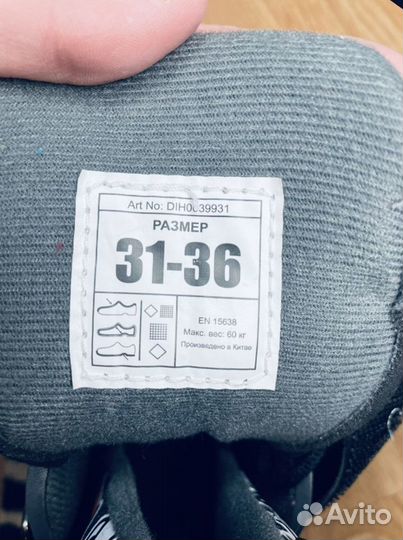 Art No: DIH0039931
РАЗМЕР
31-36
EN 15638
Макс. вес: 60 кг
Произведено в Китае
Avito